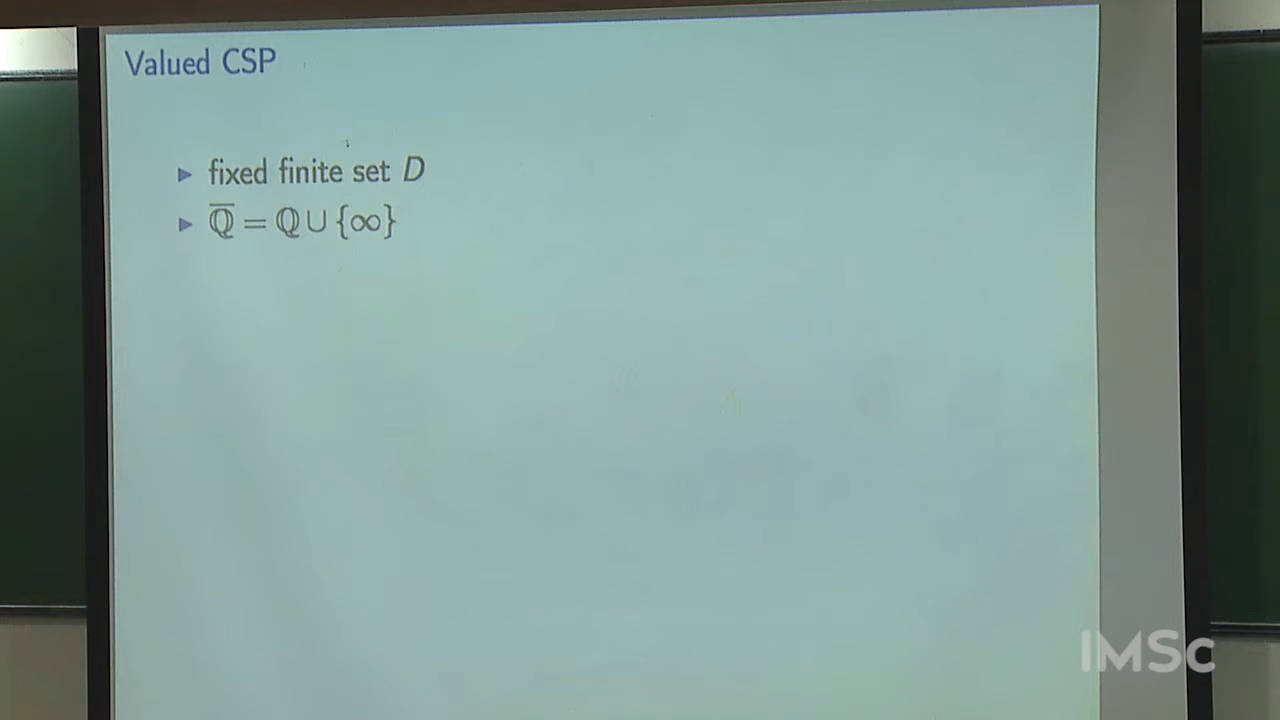 Valued CSP
▶ fixed finite set D
▶ ℚ̅ = ℚ ∪ {∞}
IMSc